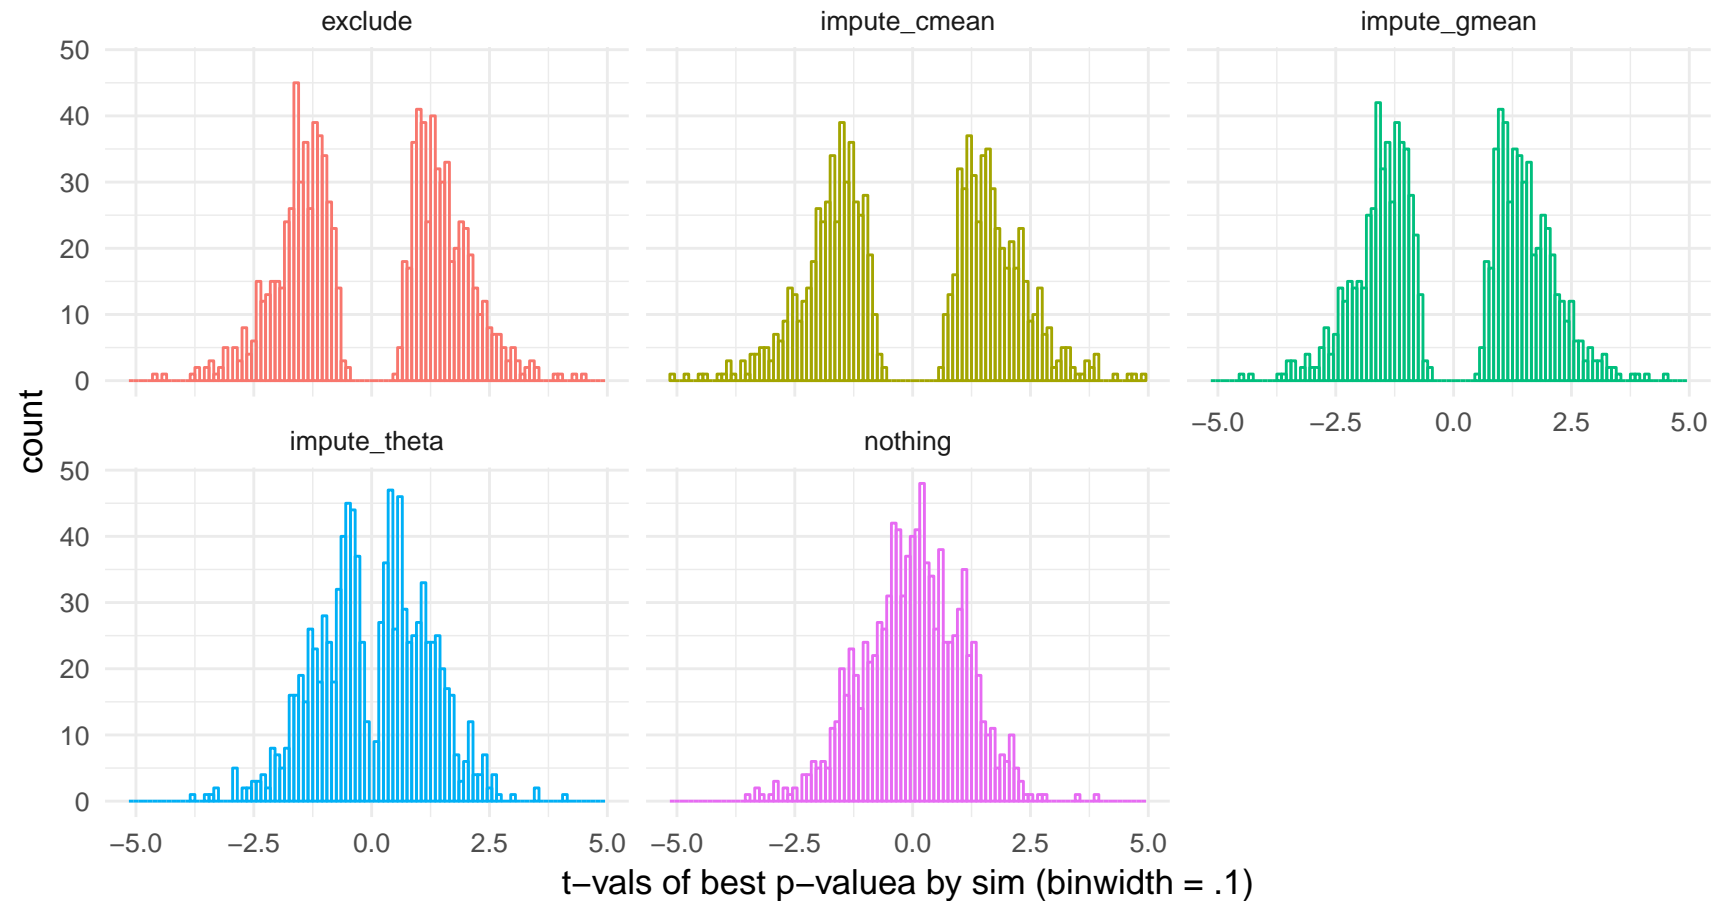 exclude
impute_cmean
impute_gmean
50
40
30
20
10
0
−5.0 −2.5 0.0 2.5 5.0
count
impute_theta
nothing
50
40
30
20
10
0
−5.0 −2.5 0.0 2.5 5.0
−5.0 −2.5 0.0 2.5 5.0
t−vals of best p−valuea by sim (binwidth = .1)